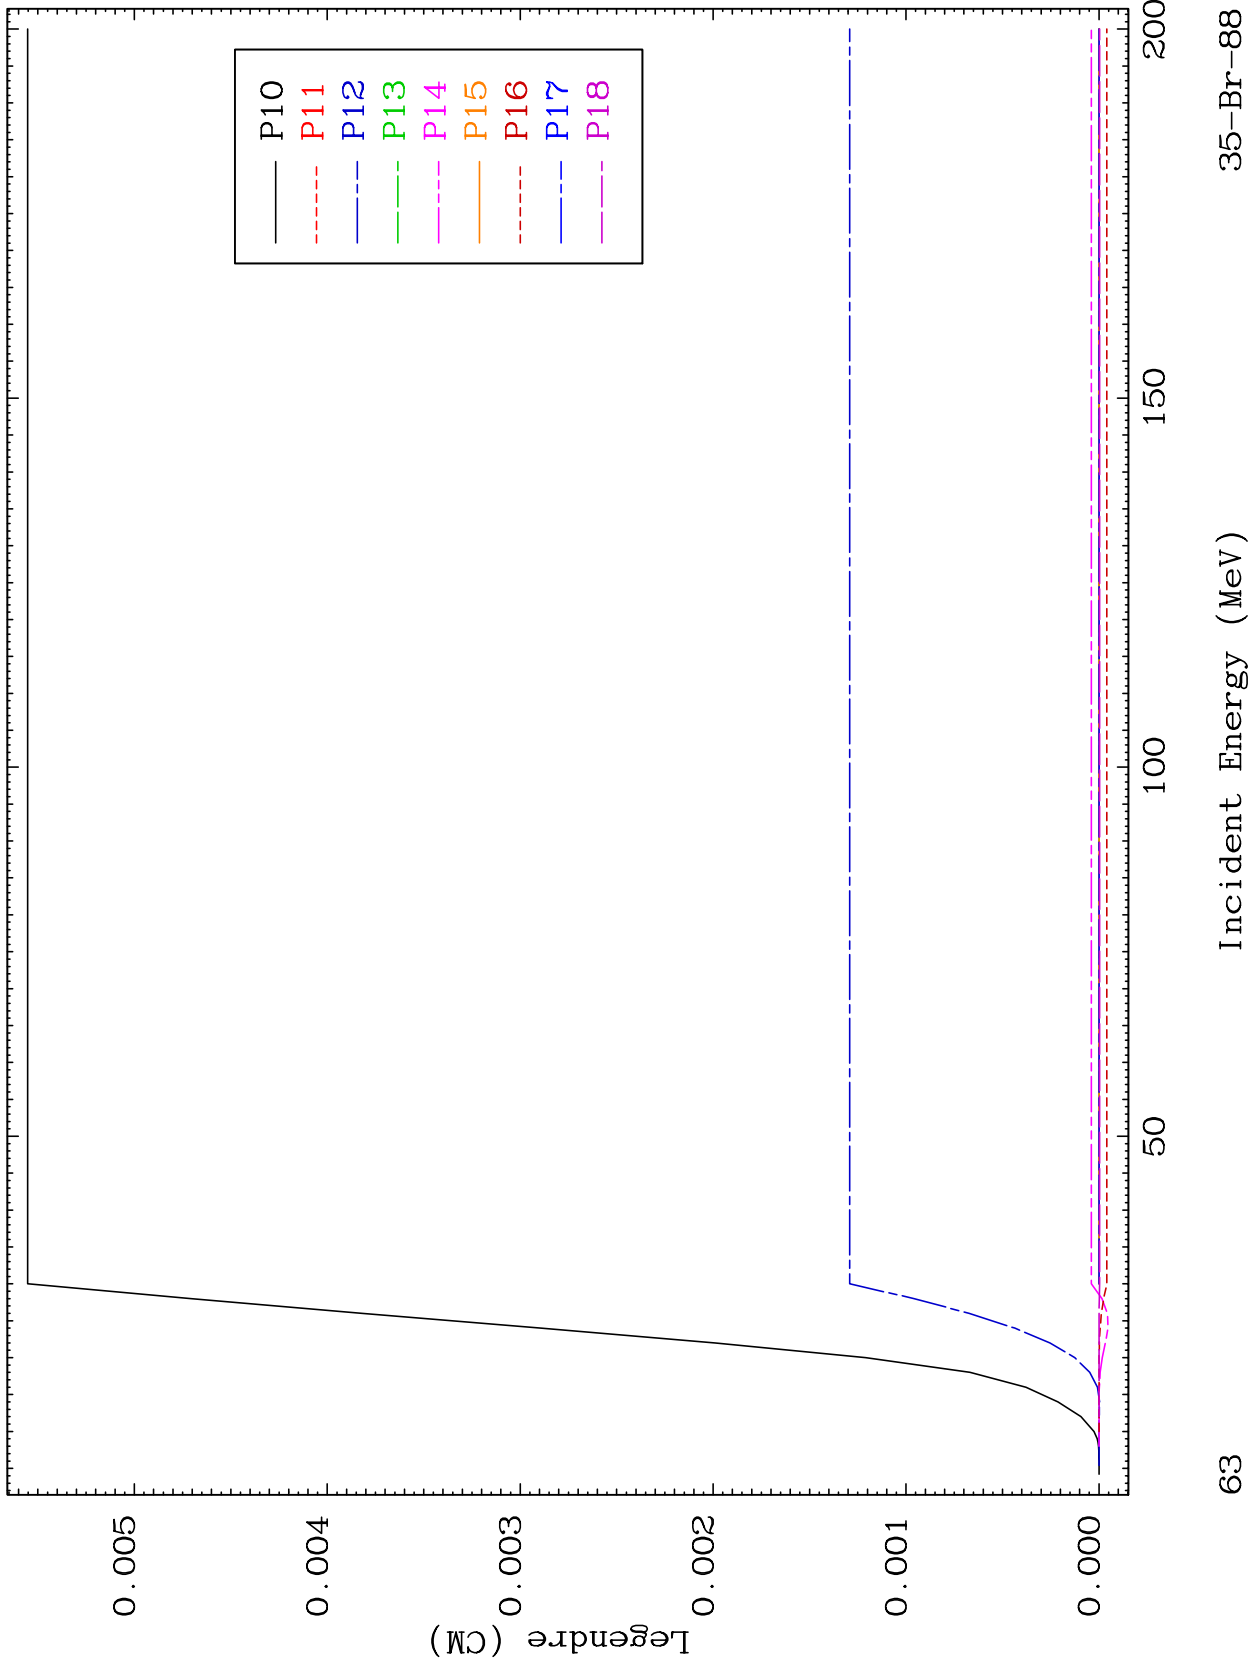 Legendre (CM)
0.005
0.004
0.003
0.002
0.001
0.000
P10
P11
P12
P13
P14
P15
P16
P17
P18
50
100
150
200
Incident Energy (MeV)
63
35-Br-88